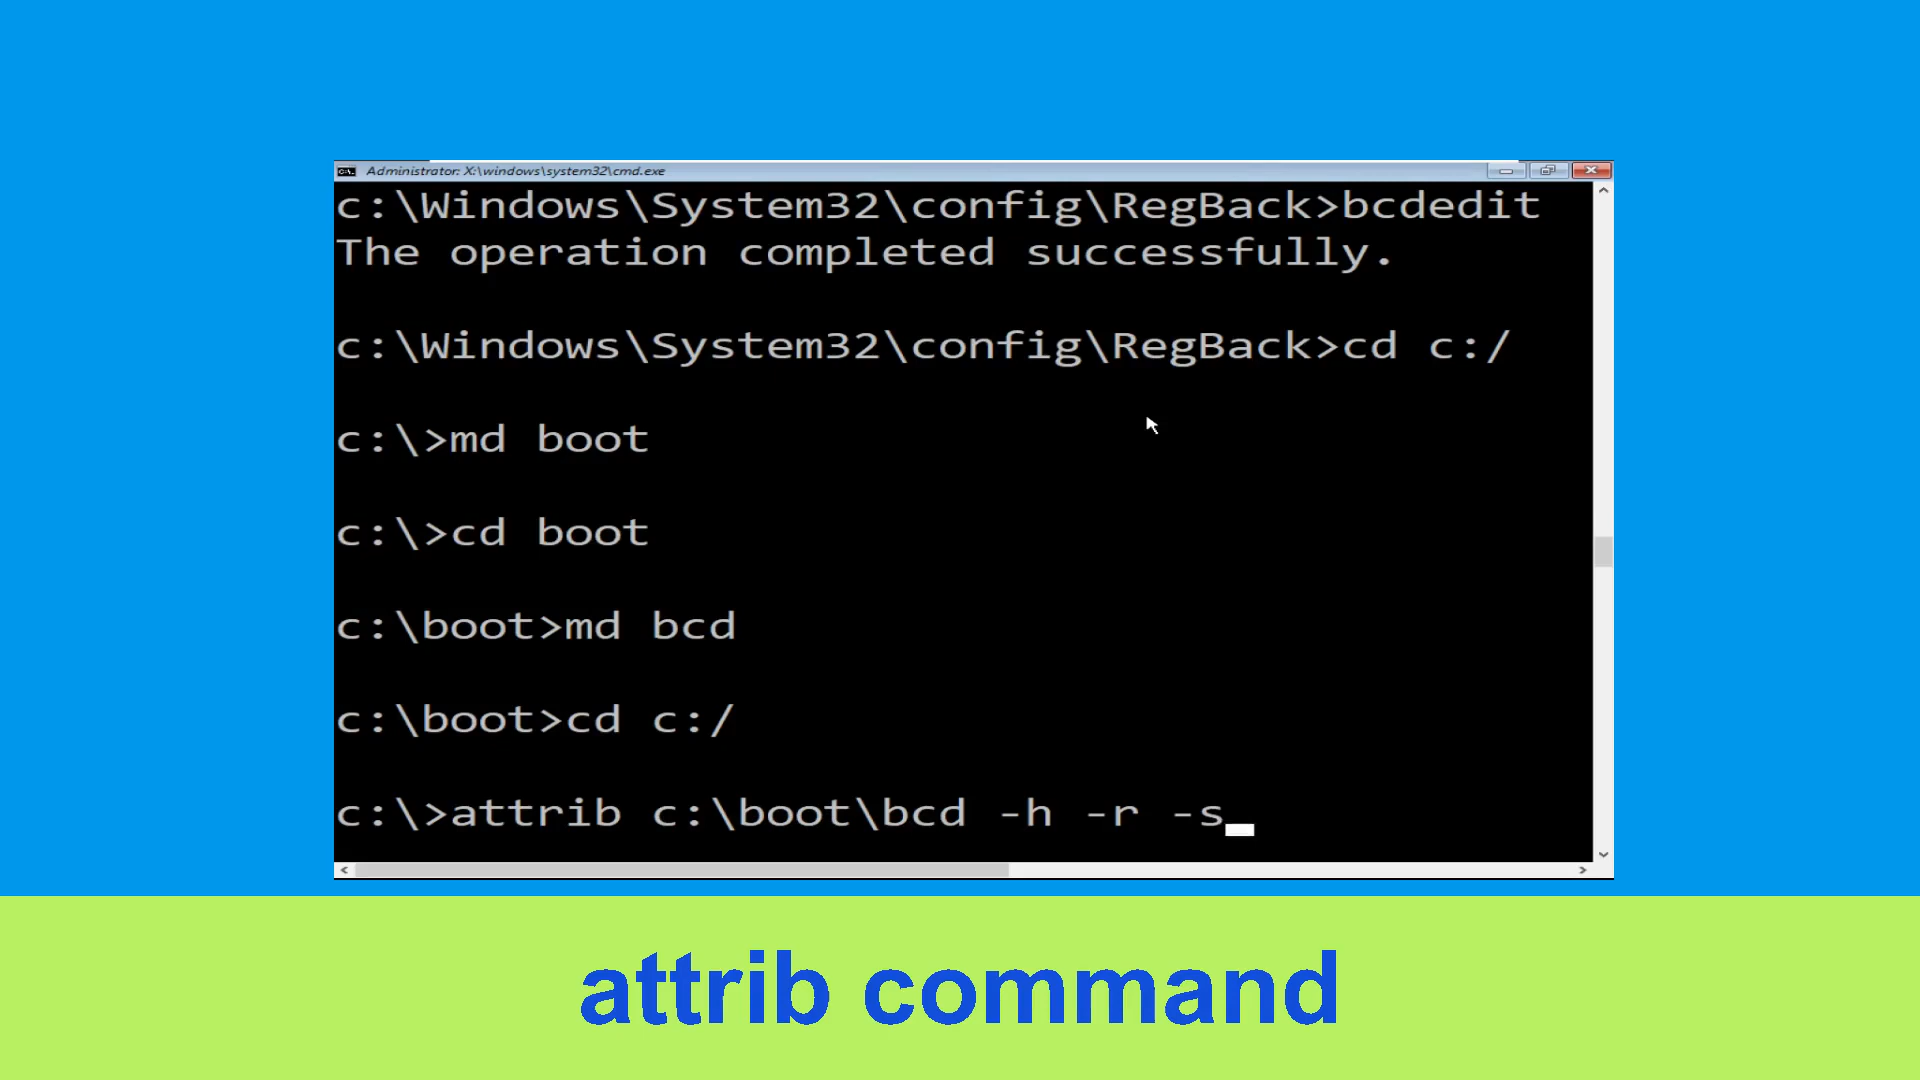 Administrator: X:\windows\system32\cmd.exe
c:\Windows\System32\config\RegBack>bcdedit
The operation completed successfully.
c:\Windows\System32\config\RegBack>cd c:/
c:\>md boot
c:\>cd boot
c:\boot>md bcd
c:\boot>cd c:/
c:\>attrib c:\boot\bcd -h -r -s
attrib command